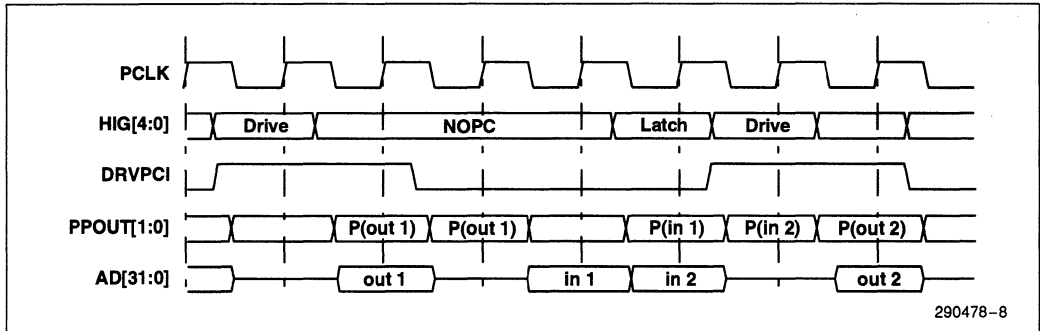 PCLK
HIG[4:0] Drive NOPC Latch Drive
DRVPCI
PPOUT[1:0] P(out 1) P(out 1) P(in 1) P(in 2) P(out 2)
AD[31:0] out 1 in 1 in 2 out 2
290478-8